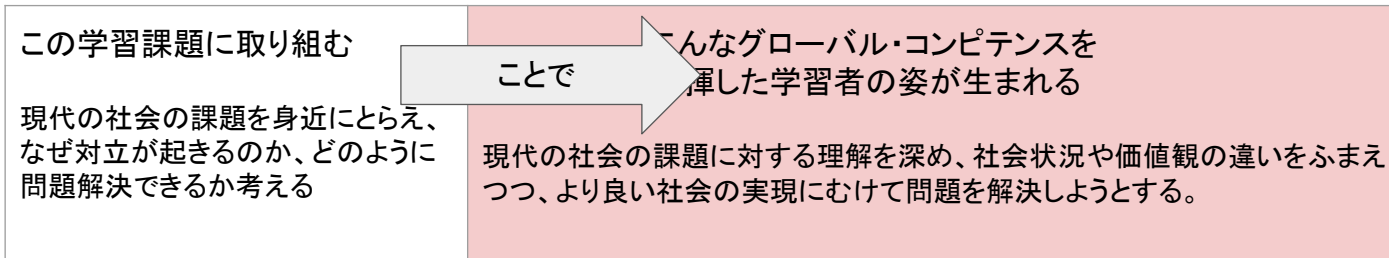 この学習課題に取り組む
現代の社会の課題を身近にとらえ、
なぜ対立が起きるのか、どのように
問題解決できるか考える
ことで
んなグローバル・コンピテンスを
揮した学習者の姿が生まれる
現代の社会の課題に対する理解を深め、社会状況や価値観の違いをふまえ
つつ、より良い社会の実現にむけて問題を解決しようとする。